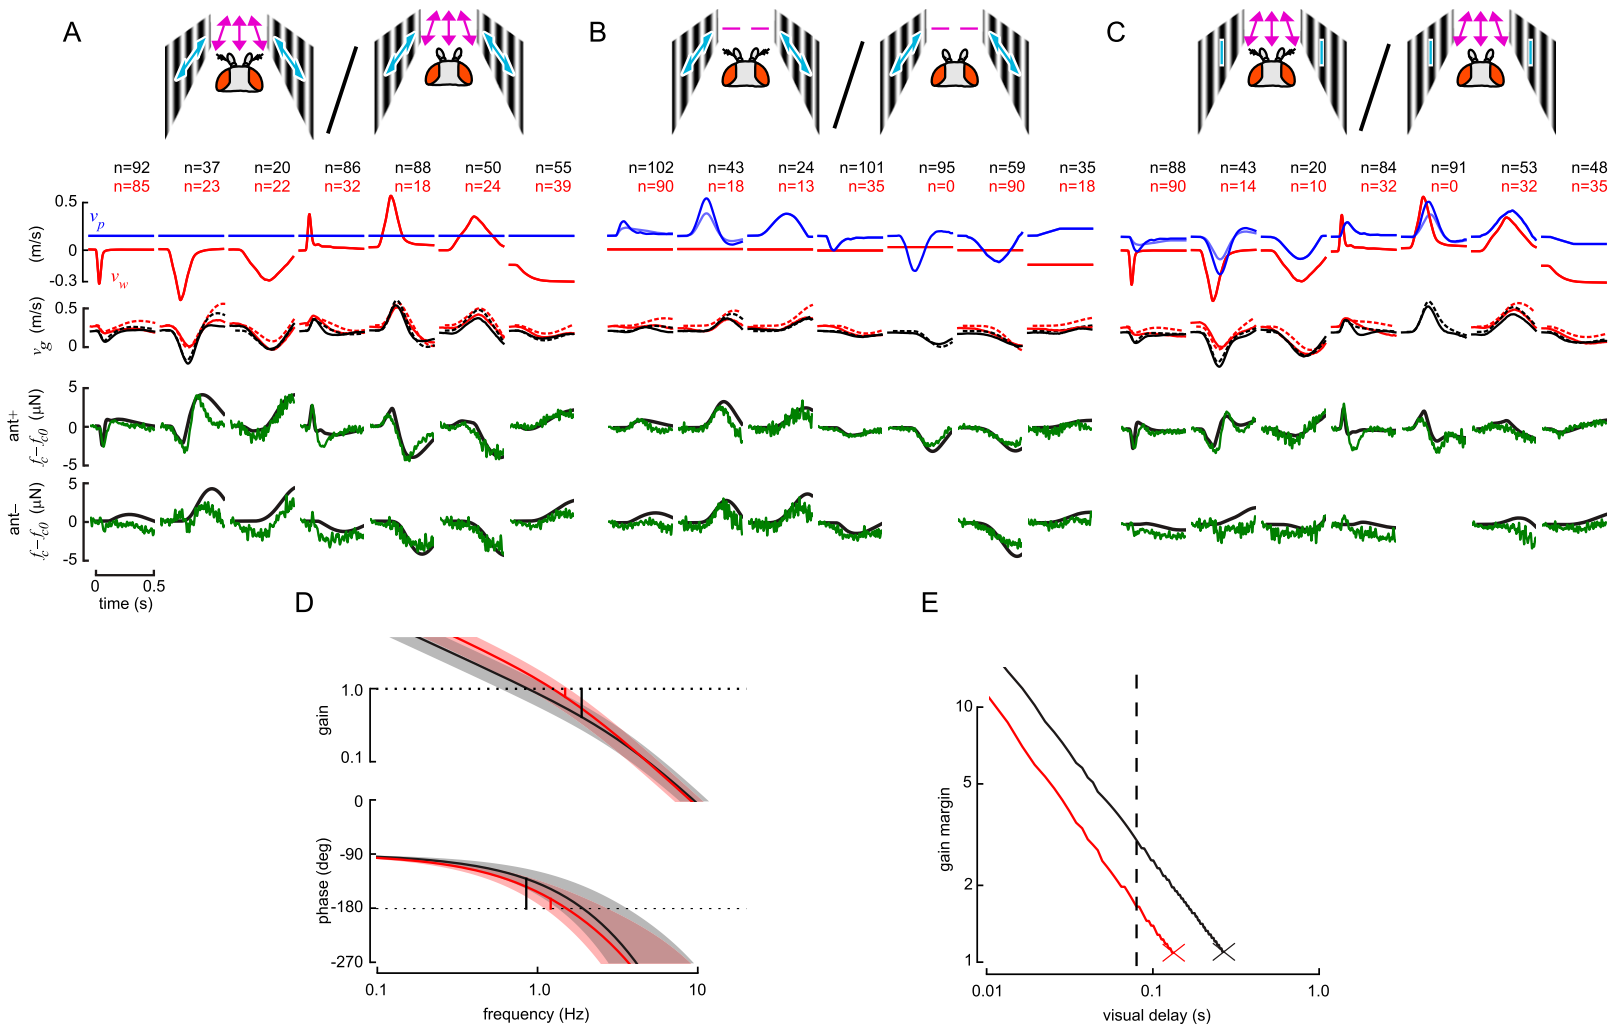 A
B
C
n=92 n=37 n=20 n=86 n=88 n=50 n=55
n=85 n=23 n=22 n=32 n=18 n=24 n=39
n=102 n=43 n=24 n=101 n=95 n=59 n=35
n=90 n=18 n=13 n=35 n=0 n=90 n=18
n=88 n=43 n=20 n=84 n=91 n=53 n=48
n=90 n=14 n=10 n=32 n=0 n=32 n=35
(m/s)
0.5
0
-0.3
vp
vw
vg (m/s)
0.5
0
ant+
fc−fc0 (μN)
5
0
-5
ant−
fc−fc0 (μN)
5
0
-5
0 0.5
time (s)
D
gain
1.0
0.1
phase (deg)
0
-90
-180
-270
0.1 1.0 10
frequency (Hz)
E
gain margin
10
5
2
1
0.01 0.1 1.0
visual delay (s)